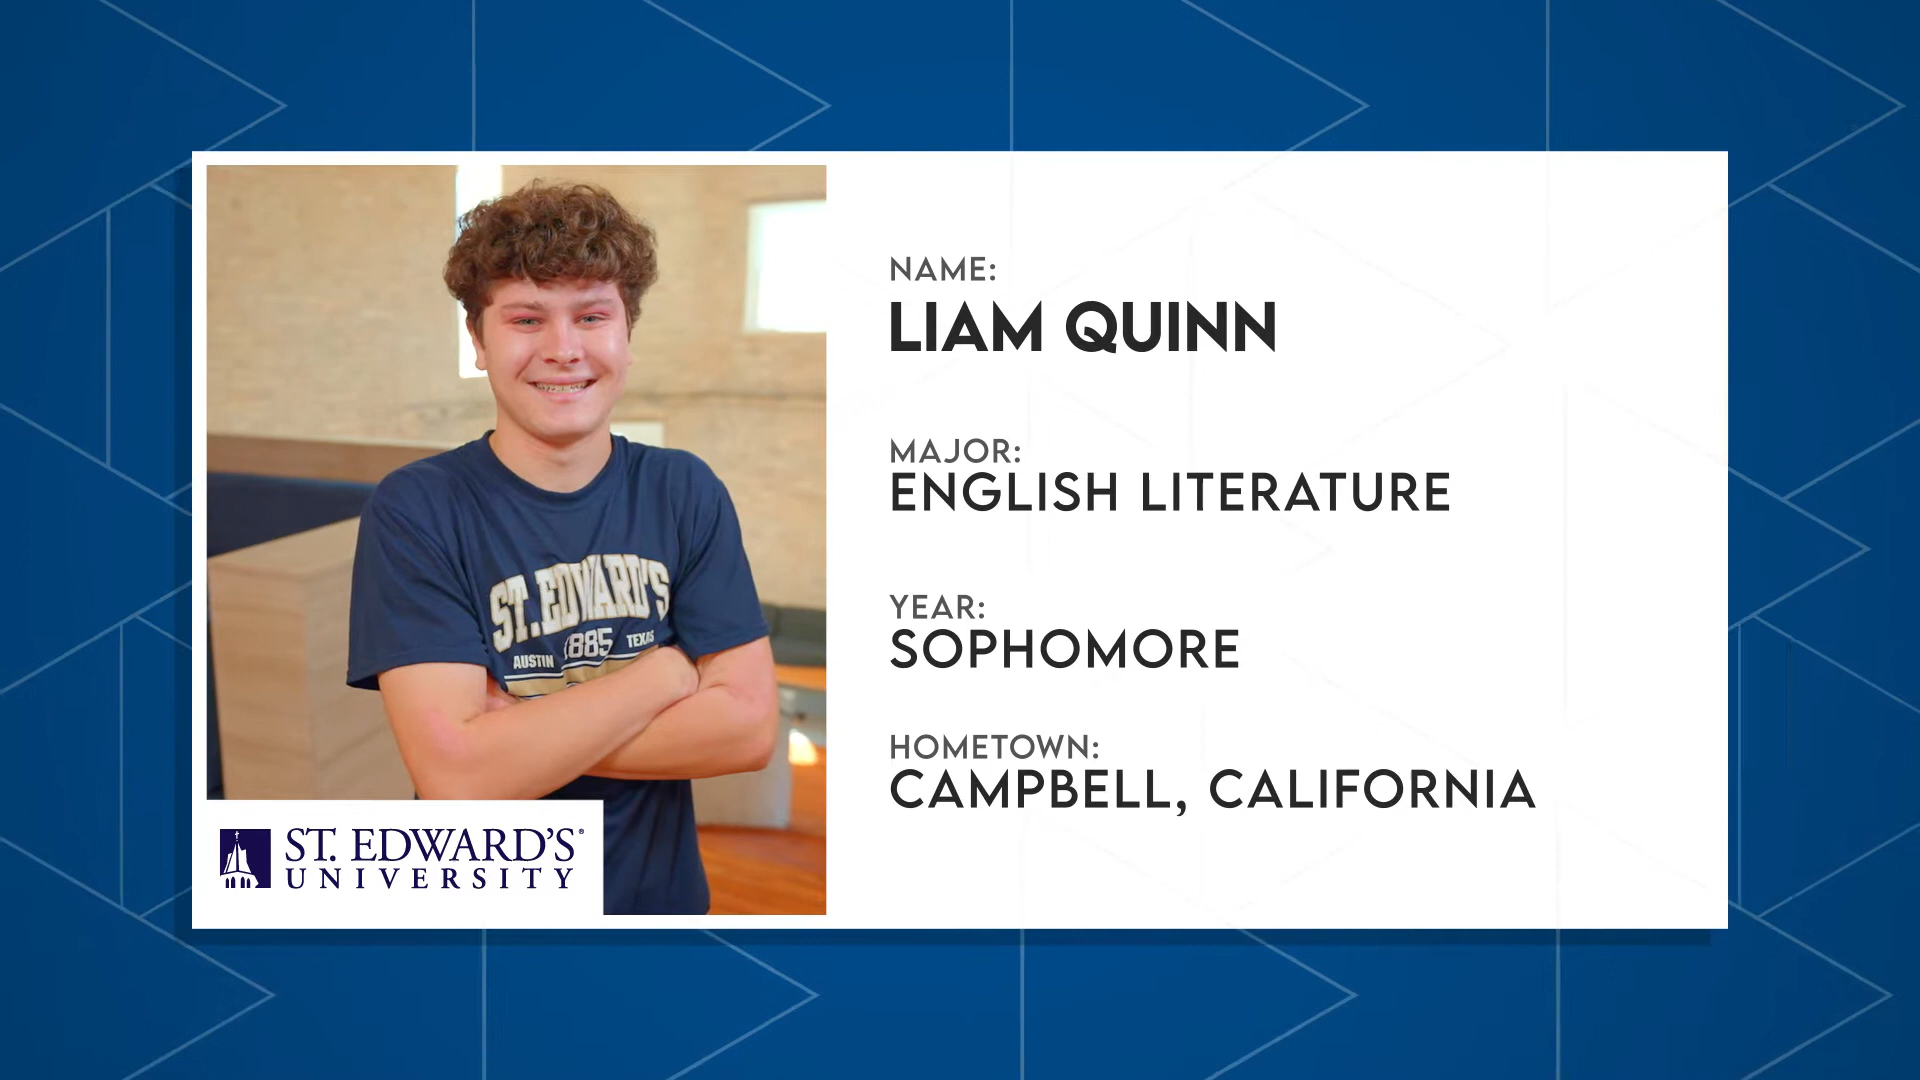 NAME:
LIAM QUINN
MAJOR:
ENGLISH LITERATURE
YEAR:
SOPHOMORE
HOMETOWN:
CAMPBELL, CALIFORNIA
ST. EDWARD'S
AUSTIN 1885 TEXAS
ST. EDWARD'S®
UNIVERSITY